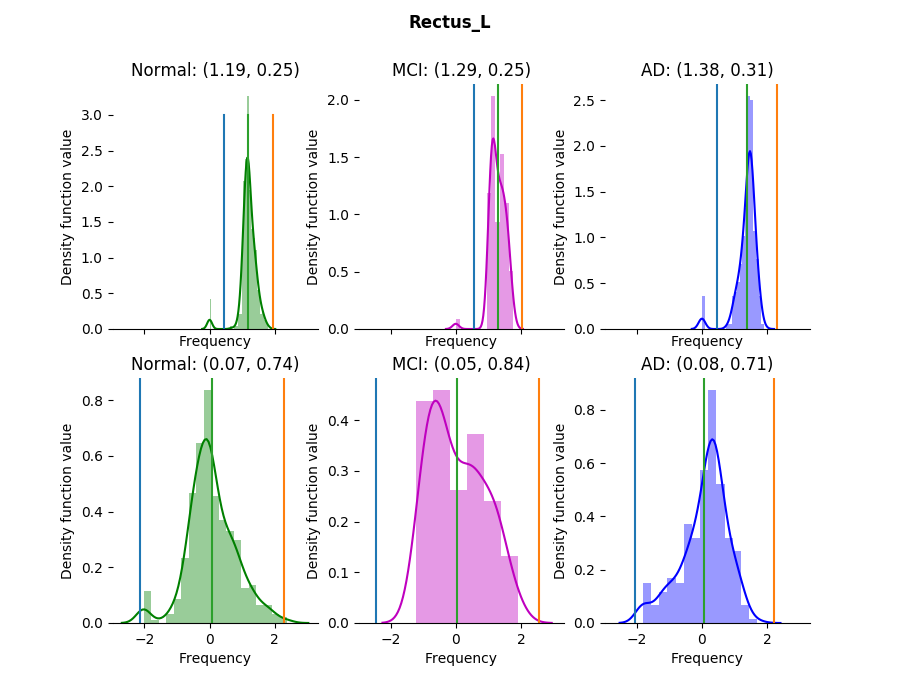 Rectus_L
Normal: (1.19, 0.25)
MCI: (1.29, 0.25)
AD: (1.38, 0.31)
Density function value
3.0
2.5
2.0
1.5
1.0
0.5
0.0
Frequency
Density function value
2.0
1.5
1.0
0.5
0.0
Frequency
Density function value
2.5
2.0
1.5
1.0
0.5
0.0
Frequency
Normal: (0.07, 0.74)
MCI: (0.05, 0.84)
AD: (0.08, 0.71)
Density function value
0.8
0.6
0.4
0.2
0.0
−2 0 2
Frequency
Density function value
0.4
0.3
0.2
0.1
0.0
−2 0 2
Frequency
Density function value
0.8
0.6
0.4
0.2
0.0
−2 0 2
Frequency